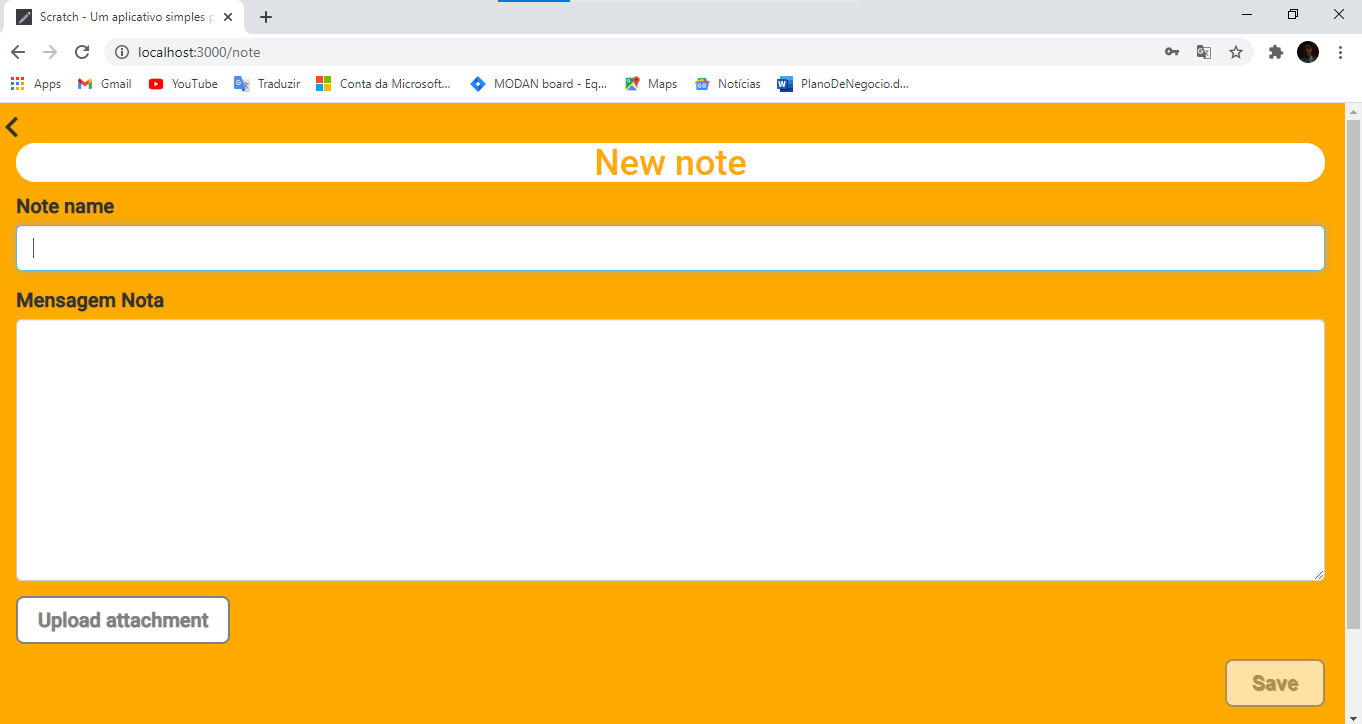 Scratch - Um aplicativo simples p
localhost:3000/note
Apps Gmail YouTube Traduzir Conta da Microsoft... MODAN board - Eq... Maps Notícias PlanoDeNegocio.d...
New note
Note name
Mensagem Nota
Upload attachment
Save